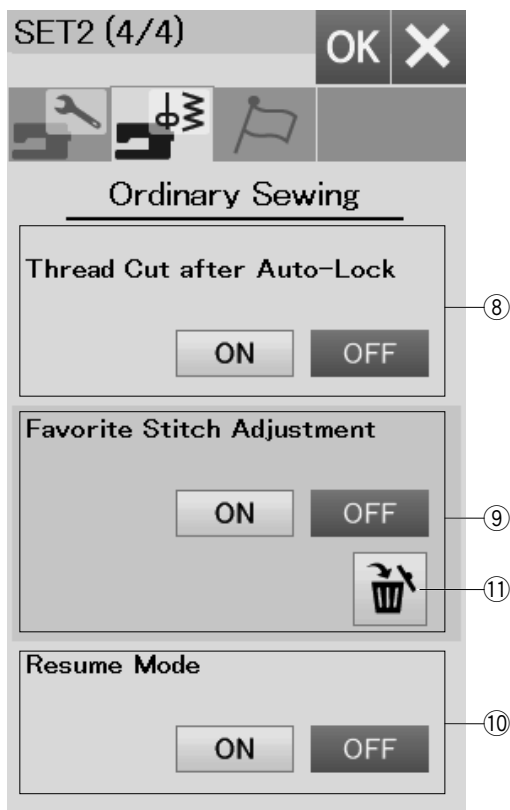 SET2 (4/4)
OK
Ordinary Sewing
Thread Cut after Auto-Lock
⑧
ON OFF
Favorite Stitch Adjustment
ON OFF
⑨
⑪
Resume Mode
⑩
ON OFF